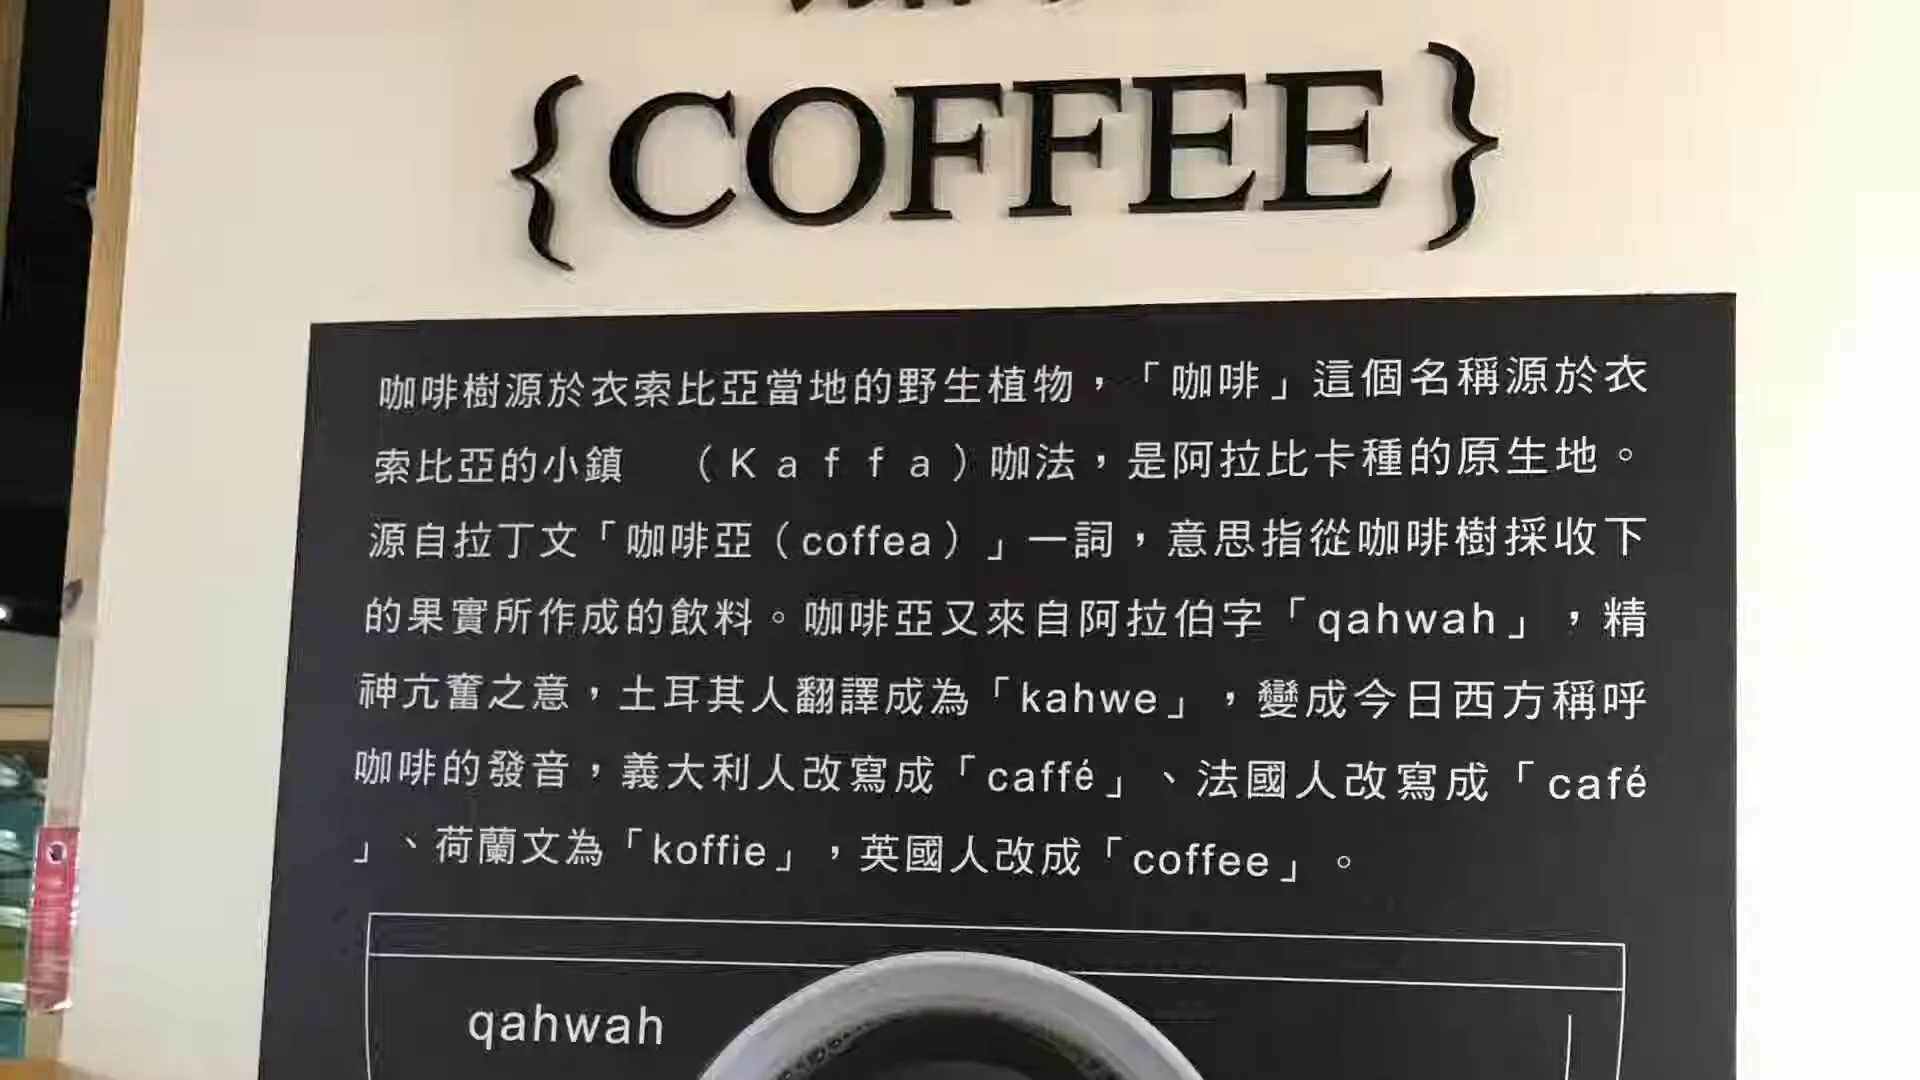 {COFFEE}
咖啡樹源於衣索比亞當地的野生植物，「咖啡」這個名稱源於衣
索比亞的小鎮　（Ｋａｆｆａ）咖法，是阿拉比卡種的原生地。
源自拉丁文「咖啡亞（coffea）」一詞，意思指從咖啡樹採收下
的果實所作成的飲料。咖啡亞又來自阿拉伯字「qahwah」，精
神亢奮之意，土耳其人翻譯成為「kahwe」，變成今日西方稱呼
咖啡的發音，義大利人改寫成「caffé」、法國人改寫成「café
」、荷蘭文為「koffie」，英國人改成「coffee」。
qahwah